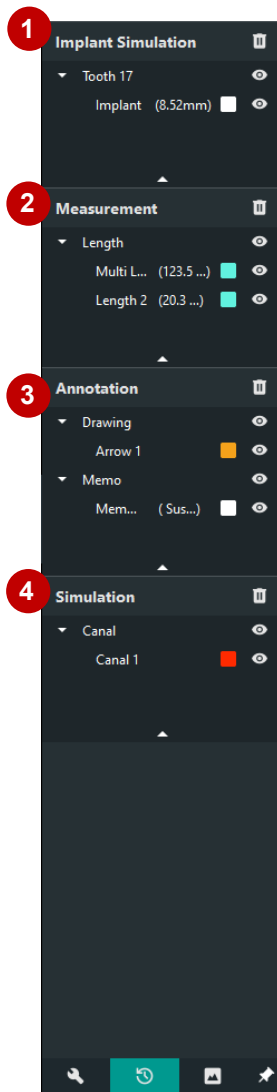 1
Implant Simulation
Tooth 17
Implant (8.52mm)
2
Measurement
Length
Multi L... (123.5 ...)
Length 2 (20.3 ...)
3
Annotation
Drawing
Arrow 1
Memo
Mem... ( Sus...)
4
Simulation
Canal
Canal 1